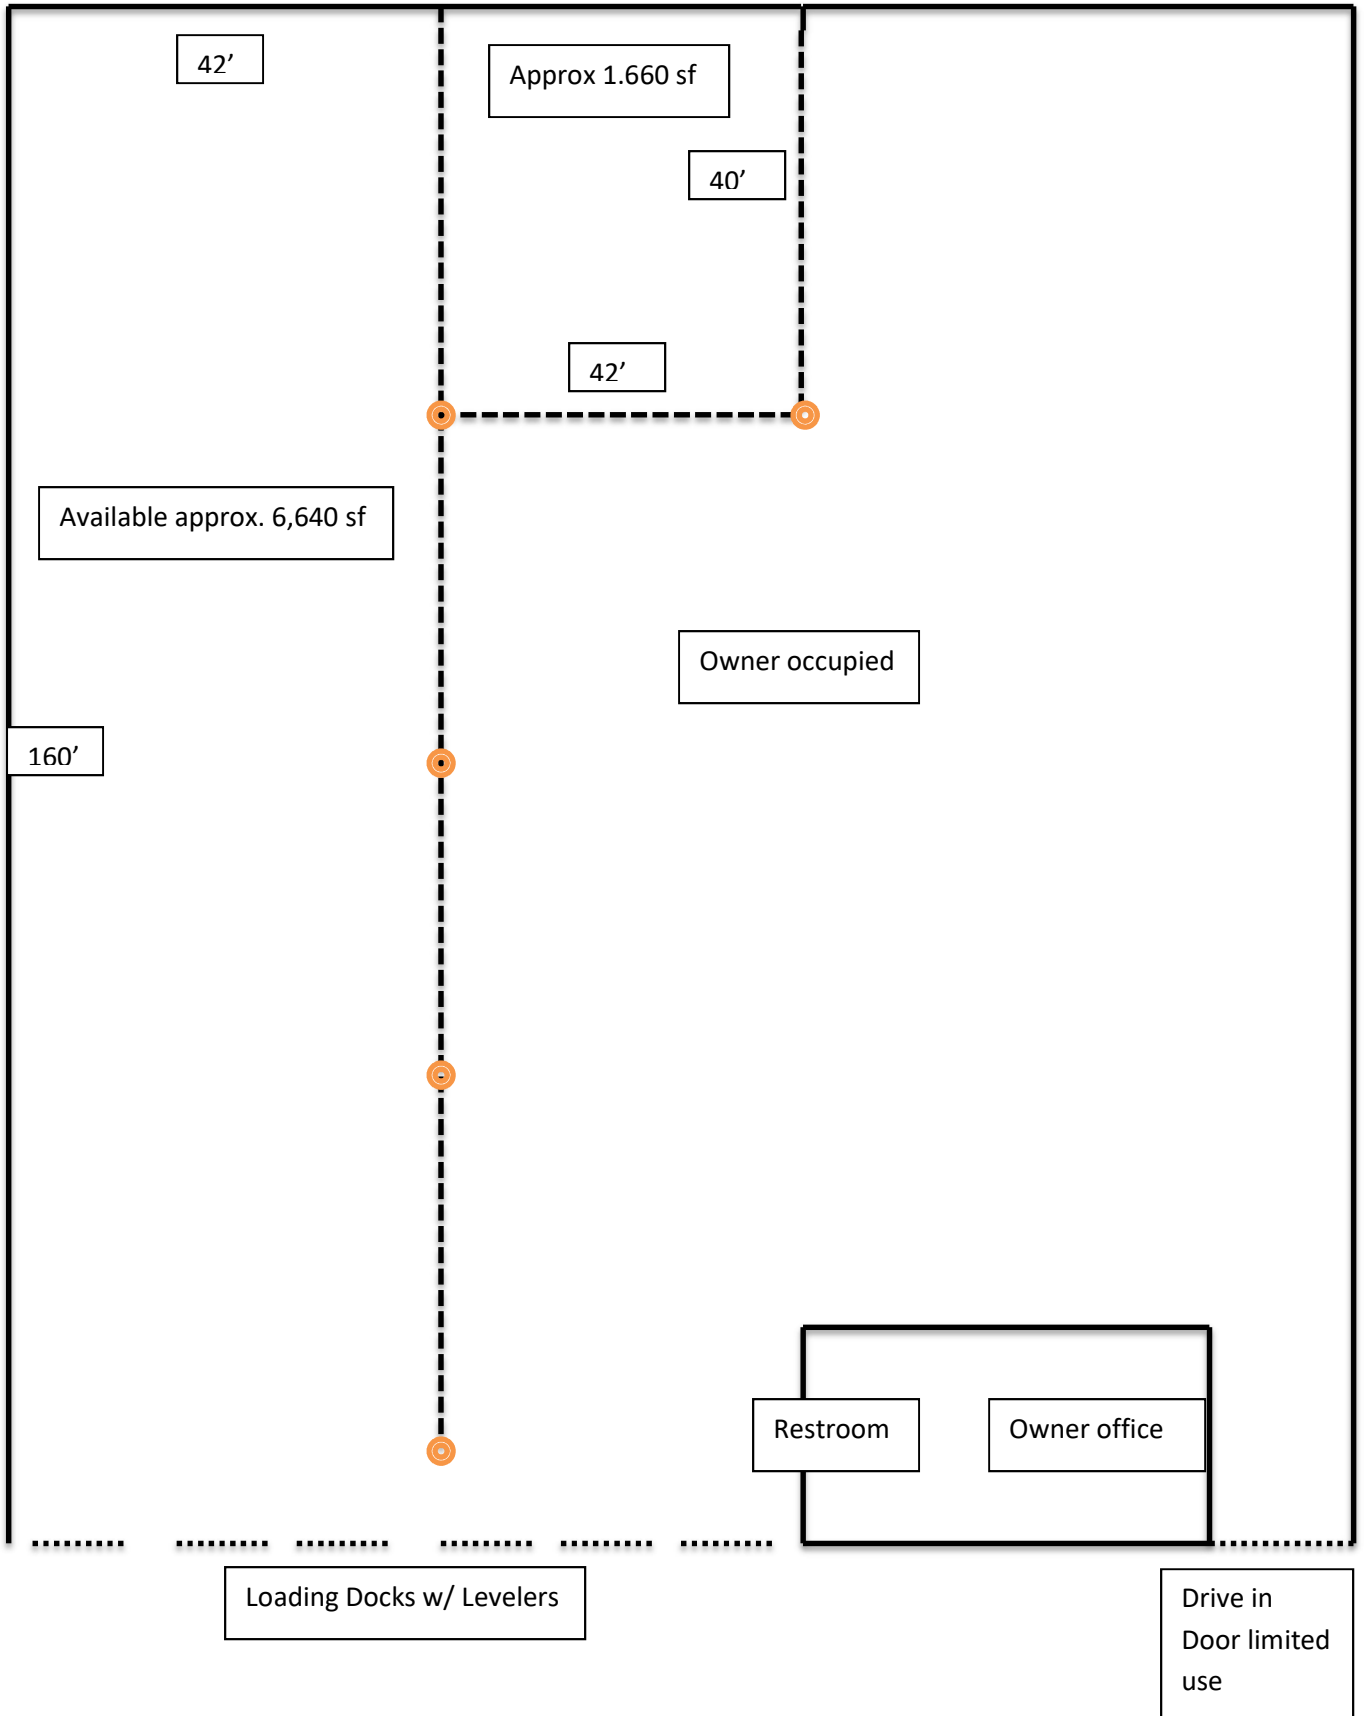 42’
Approx 1.660 sf
40’
42’
Available approx. 6,640 sf
Owner occupied
160’
Restroom
Owner office
Loading Docks w/ Levelers
Drive in
Door limited
use